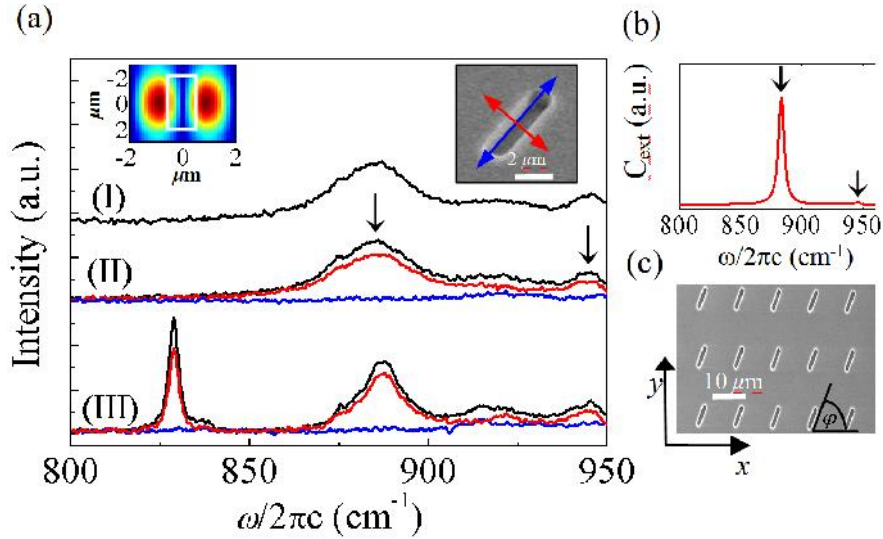 (a)
-2
0
2
μm
-2 0 2
μm
2 μm
(I)
(II)
(III)
Intensity (a.u.)
800 850 900 950
ω/2πc (cm⁻¹)
(b)
C_ext (a.u.)
800 850 900 950
ω/2πc (cm⁻¹)
(c)
10 μm
φ
y
x